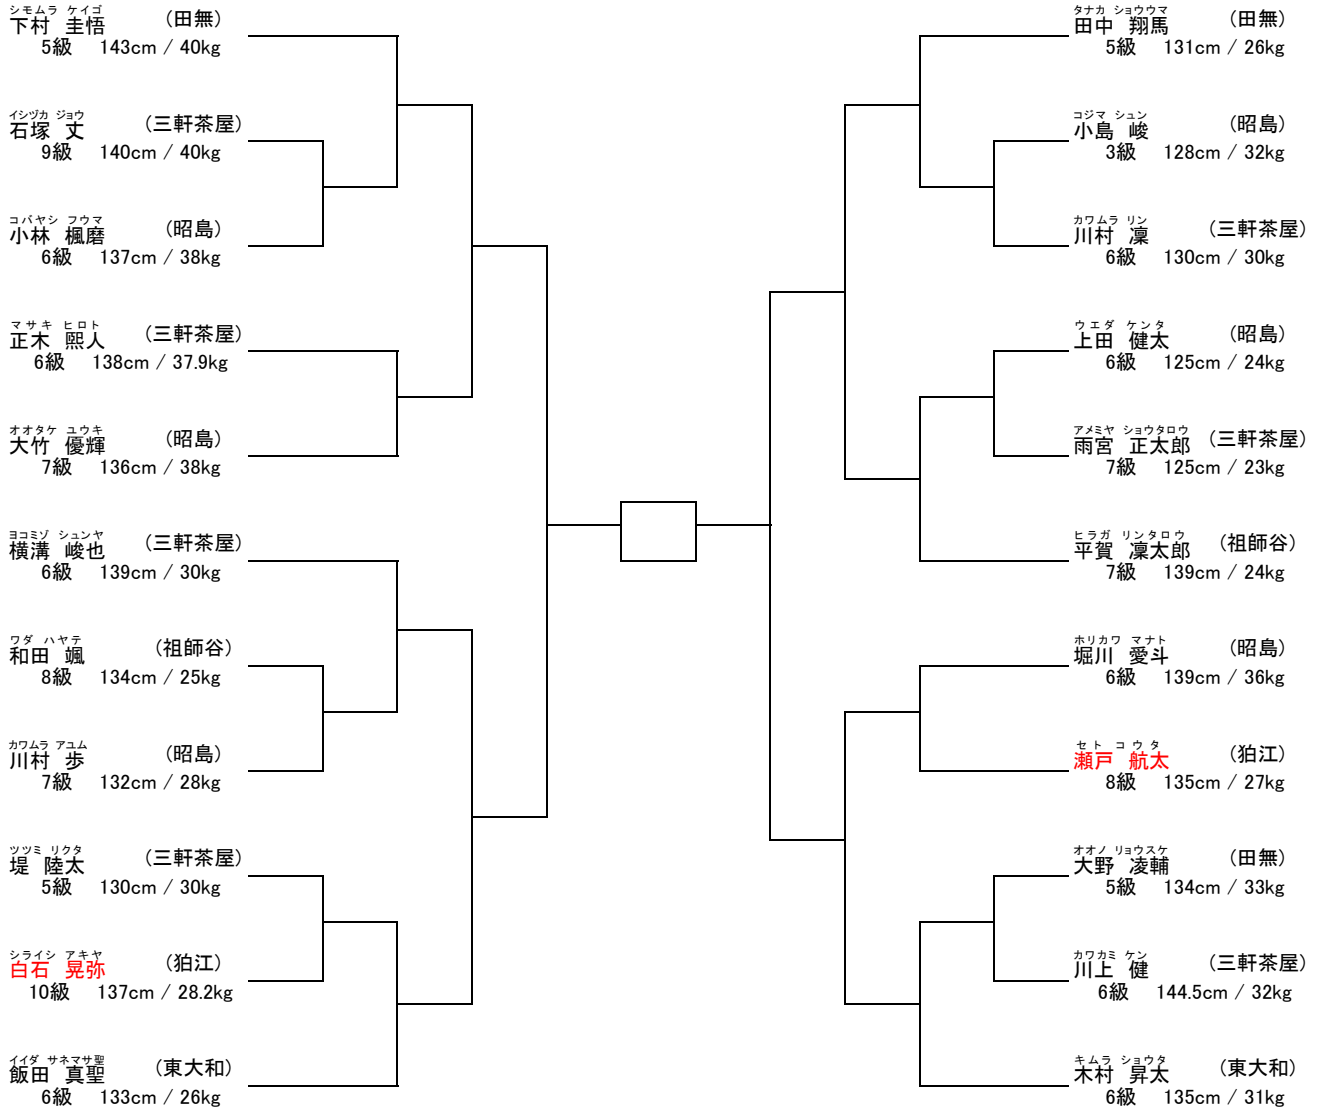 シモムラ ケイゴ
下村 圭悟 (田無)
5級 143cm / 40kg
イシヅカ ジョウ
石塚 丈 (三軒茶屋)
9級 140cm / 40kg
コバヤシ フウマ
小林 楓磨 (昭島)
6級 137cm / 38kg
マサキ ヒロト
正木 熙人 (三軒茶屋)
6級 138cm / 37.9kg
オオタケ ユウキ
大竹 優輝 (昭島)
7級 136cm / 38kg
ヨコミゾ シュンヤ
横溝 峻也 (三軒茶屋)
6級 139cm / 30kg
ワダ ハヤテ
和田 颯 (祖師谷)
8級 134cm / 25kg
カワムラ アユム
川村 歩 (昭島)
7級 132cm / 28kg
ツツミ リクタ
堤 陸太 (三軒茶屋)
5級 130cm / 30kg
シライシ アキヤ
白石 晃弥 (狛江)
10級 137cm / 28.2kg
イイダ サネマサ聖
飯田 真聖 (東大和)
6級 133cm / 26kg
タナカ ショウウマ
田中 翔馬 (田無)
5級 131cm / 26kg
コジマ シュン
小島 峻 (昭島)
3級 128cm / 32kg
カワムラ リン
川村 凜 (三軒茶屋)
6級 130cm / 30kg
ウエダ ケンタ
上田 健太 (昭島)
6級 125cm / 24kg
アメミヤ ショウタロウ
雨宮 正太郎 (三軒茶屋)
7級 125cm / 23kg
ヒラガ リンタロウ
平賀 凜太郎 (祖師谷)
7級 139cm / 24kg
ホリカワ マナト
堀川 愛斗 (昭島)
6級 139cm / 36kg
セト コウタ
瀬戸 航太 (狛江)
8級 135cm / 27kg
オオノ リョウスケ
大野 凌輔 (田無)
5級 134cm / 33kg
カワカミ ケン
川上 健 (三軒茶屋)
6級 144.5cm / 32kg
キムラ ショウタ
木村 昇太 (東大和)
6級 135cm / 31kg